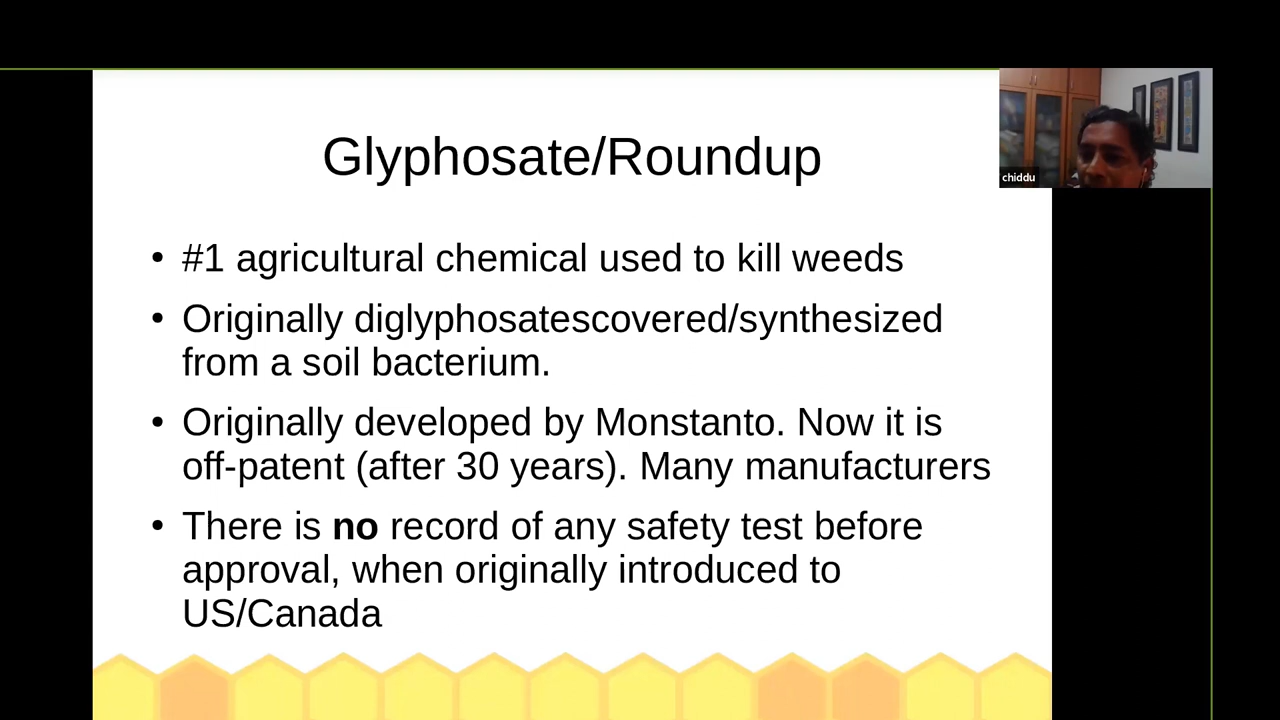 Glyphosate/Roundup
chiddu
• #1 agricultural chemical used to kill weeds
• Originally diglyphosatescovered/synthesized
from a soil bacterium.
• Originally developed by Monstanto. Now it is
off-patent (after 30 years). Many manufacturers
• There is no record of any safety test before
approval, when originally introduced to
US/Canada